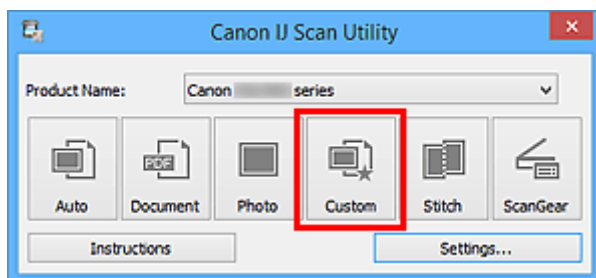 Canon IJ Scan Utility
Product Name: Canon series
PDF
Auto Document Photo Custom Stitch ScanGear
Instructions Settings...